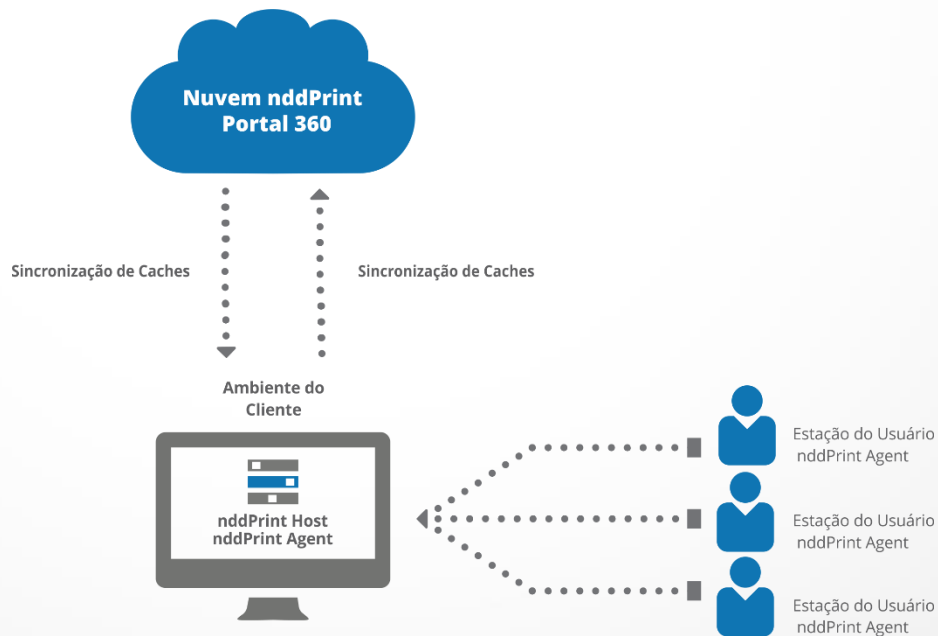 Nuvem nddPrint
Portal 360
Sincronização de Caches
Sincronização de Caches
Ambiente do
Cliente
nddPrint Host
nddPrint Agent
Estação do Usuário
nddPrint Agent
Estação do Usuário
nddPrint Agent
Estação do Usuário
nddPrint Agent